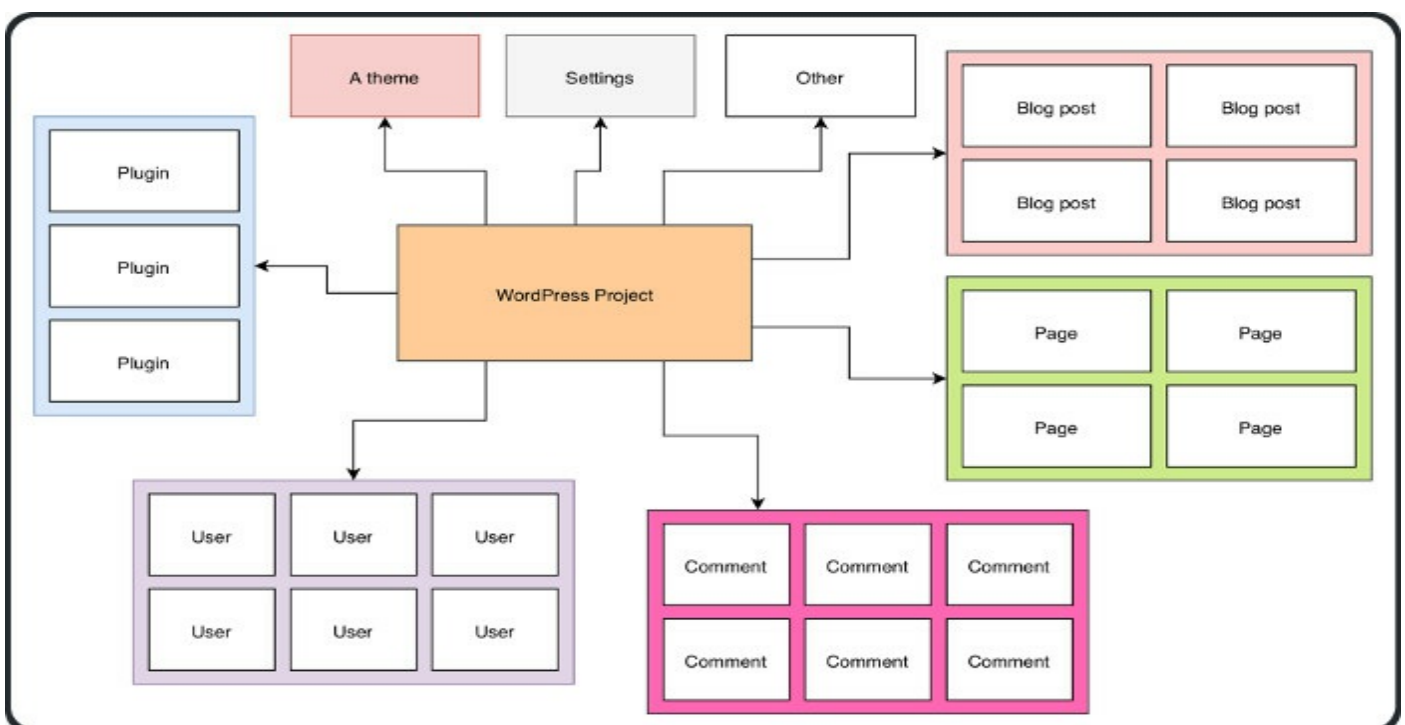 A theme
Settings
Other
Blog post
Blog post
Blog post
Blog post
Plugin
Plugin
Plugin
WordPress Project
Page
Page
Page
Page
User
User
User
User
User
User
Comment
Comment
Comment
Comment
Comment
Comment